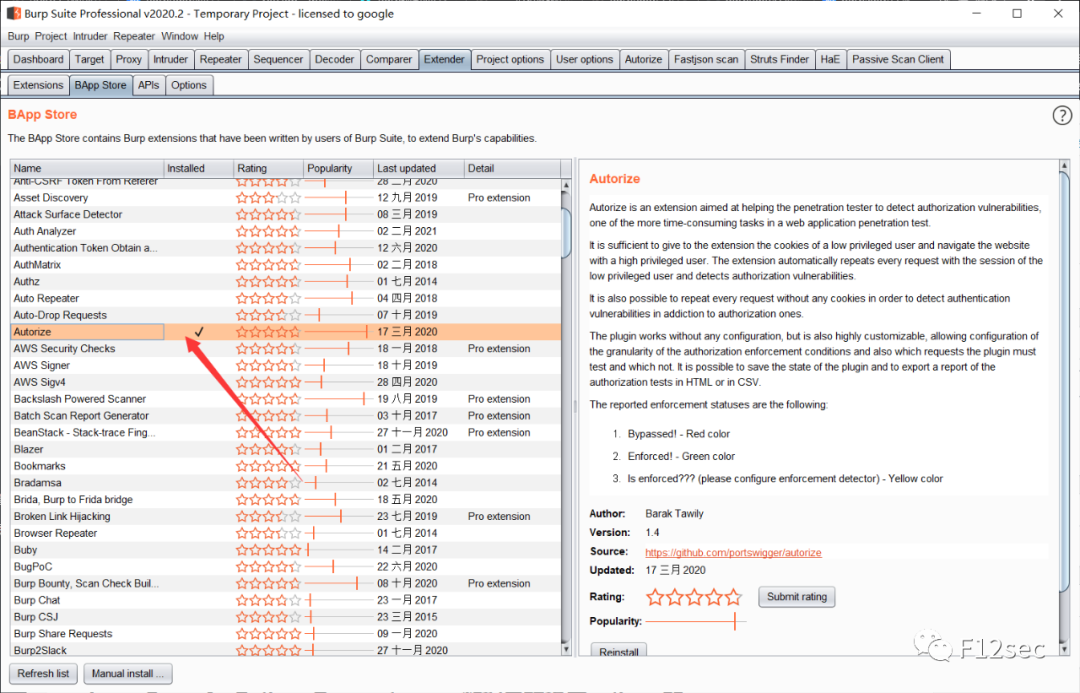 Burp Suite Professional v2020.2 - Temporary Project - licensed to google
Burp Project Intruder Repeater Window Help
Dashboard Target Proxy Intruder Repeater Sequencer Decoder Comparer Extender Project options User options Autorize Fastjson scan Struts Finder HaE Passive Scan Client
Extensions BApp Store APIs Options
BApp Store
The BApp Store contains Burp extensions that have been written by users of Burp Suite, to extend Burp's capabilities.
Name Installed Rating Popularity Last updated Detail
Anti-CSRF Token From Referer 28 二月 2020
Asset Discovery 12 九月 2019 Pro extension
Attack Surface Detector 08 三月 2019
Auth Analyzer 02 二月 2021
Authentication Token Obtain a... 12 六月 2020
AuthMatrix 02 二月 2018
Authz 01 七月 2014
Auto Repeater 04 四月 2018
Auto-Drop Requests 07 十月 2019
Autorize ✓ 17 三月 2020
AWS Security Checks 18 一月 2018 Pro extension
AWS Signer 18 十月 2019
AWS Sigv4 28 四月 2020
Backslash Powered Scanner 19 八月 2019 Pro extension
Batch Scan Report Generator 03 十月 2017 Pro extension
BeanStack - Stack-trace Fing... 27 十一月 2020 Pro extension
Blazer 01 二月 2017
Bookmarks 21 五月 2020
Bradamsa 02 七月 2014
Brida, Burp to Frida bridge 18 五月 2020
Broken Link Hijacking 23 七月 2019 Pro extension
Browser Repeater 01 七月 2014
Buby 14 二月 2017
BugPoC 22 六月 2020
Burp Bounty, Scan Check Buil... 08 十月 2020 Pro extension
Burp Chat 23 一月 2017
Burp CSJ 23 三月 2015
Burp Share Requests 09 一月 2020
Burp2Slack 27 十一月 2020
Refresh list Manual install ...
Autorize
Autorize is an extension aimed at helping the penetration tester to detect authorization vulnerabilities,
one of the more time-consuming tasks in a web application penetration test.
It is sufficient to give to the extension the cookies of a low privileged user and navigate the website
with a high privileged user. The extension automatically repeats every request with the session of the
low privileged user and detects authorization vulnerabilities.
It is also possible to repeat every request without any cookies in order to detect authentication
vulnerabilities in addiction to authorization ones.
The plugin works without any configuration, but is also highly customizable, allowing configuration of
the granularity of the authorization enforcement conditions and also which requests the plugin must
test and which not. It is possible to save the state of the plugin and to export a report of the
authorization tests in HTML or in CSV.
The reported enforcement statuses are the following:
1. Bypassed! - Red color
2. Enforced! - Green color
3. Is enforced??? (please configure enforcement detector) - Yellow color
Author: Barak Tawily
Version: 1.4
Source: https://github.com/portswigger/autorize
Updated: 17 三月 2020
Rating: Submit rating
Popularity:
Reinstall
F12sec